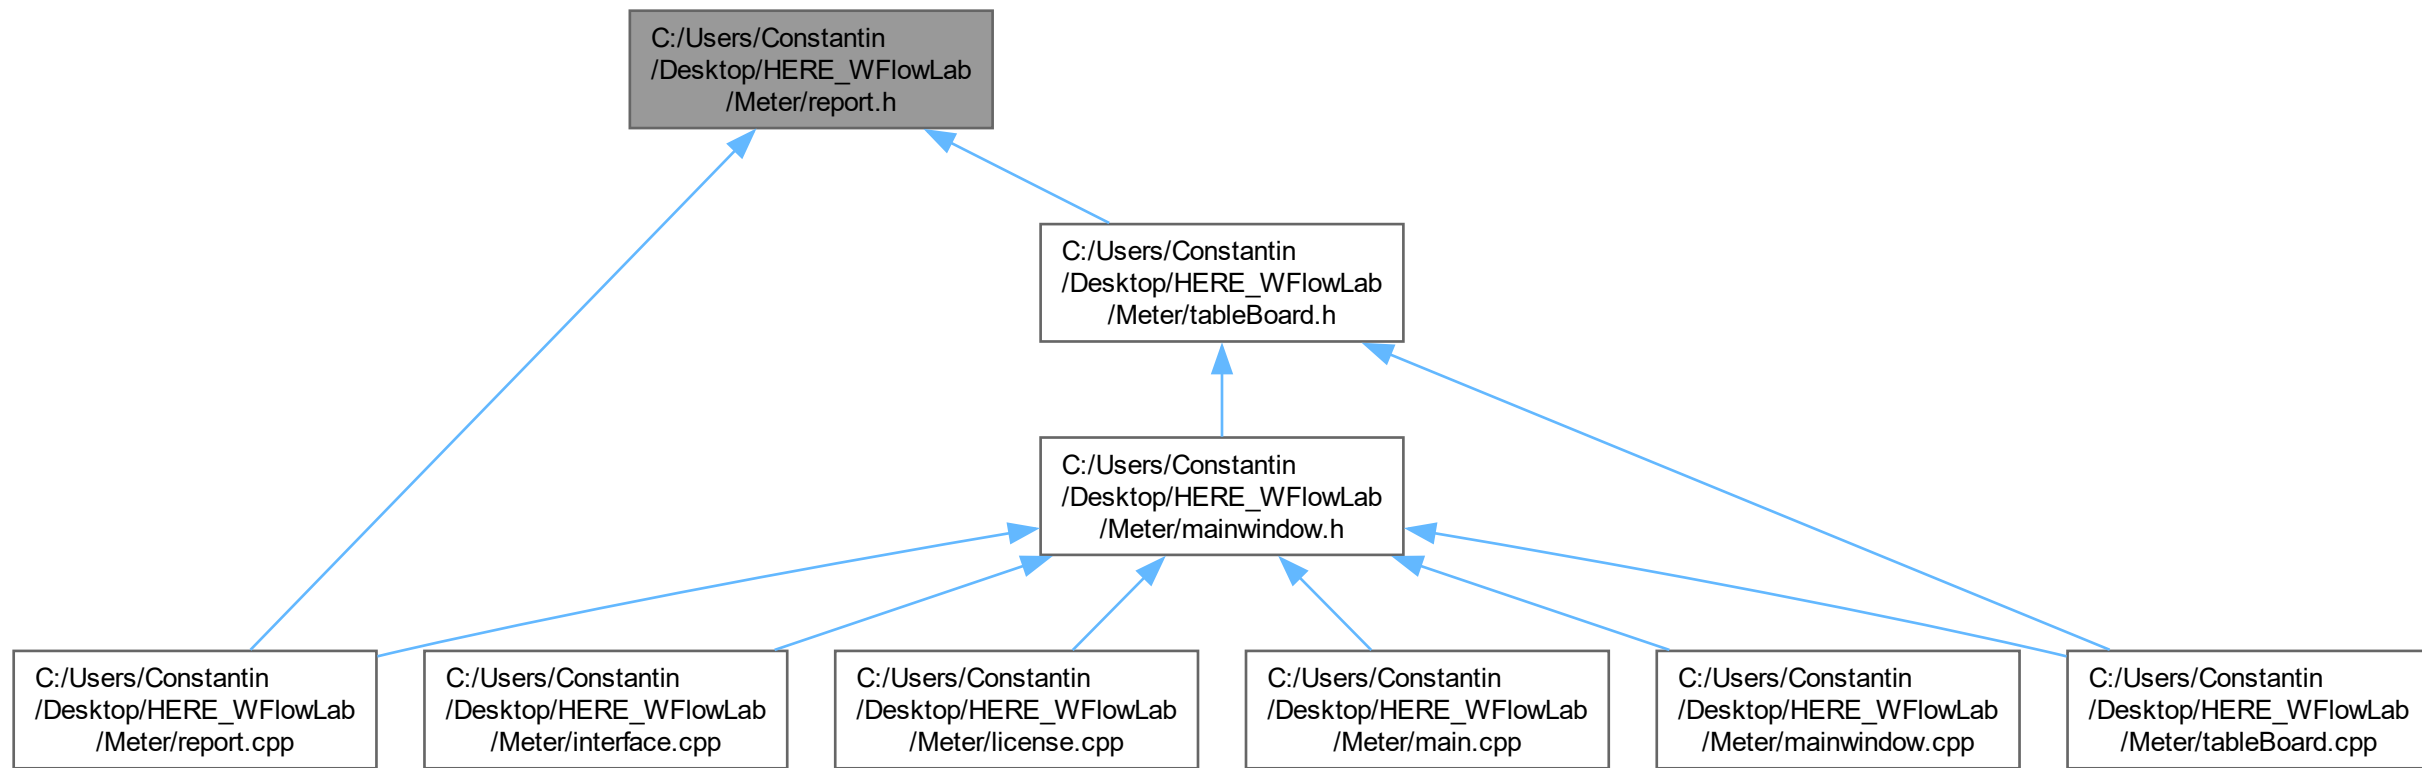 C:/Users/Constantin
/Desktop/HERE_WFlowLab
/Meter/report.h
C:/Users/Constantin
/Desktop/HERE_WFlowLab
/Meter/tableBoard.h
C:/Users/Constantin
/Desktop/HERE_WFlowLab
/Meter/mainwindow.h
C:/Users/Constantin
/Desktop/HERE_WFlowLab
/Meter/report.cpp
C:/Users/Constantin
/Desktop/HERE_WFlowLab
/Meter/interface.cpp
C:/Users/Constantin
/Desktop/HERE_WFlowLab
/Meter/license.cpp
C:/Users/Constantin
/Desktop/HERE_WFlowLab
/Meter/main.cpp
C:/Users/Constantin
/Desktop/HERE_WFlowLab
/Meter/mainwindow.cpp
C:/Users/Constantin
/Desktop/HERE_WFlowLab
/Meter/tableBoard.cpp